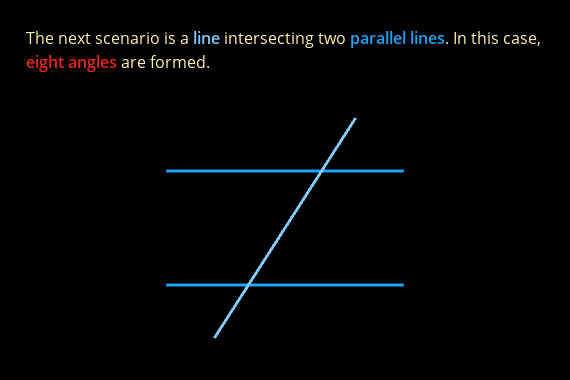 The next scenario is a line intersecting two parallel lines. In this case,
eight angles are formed.